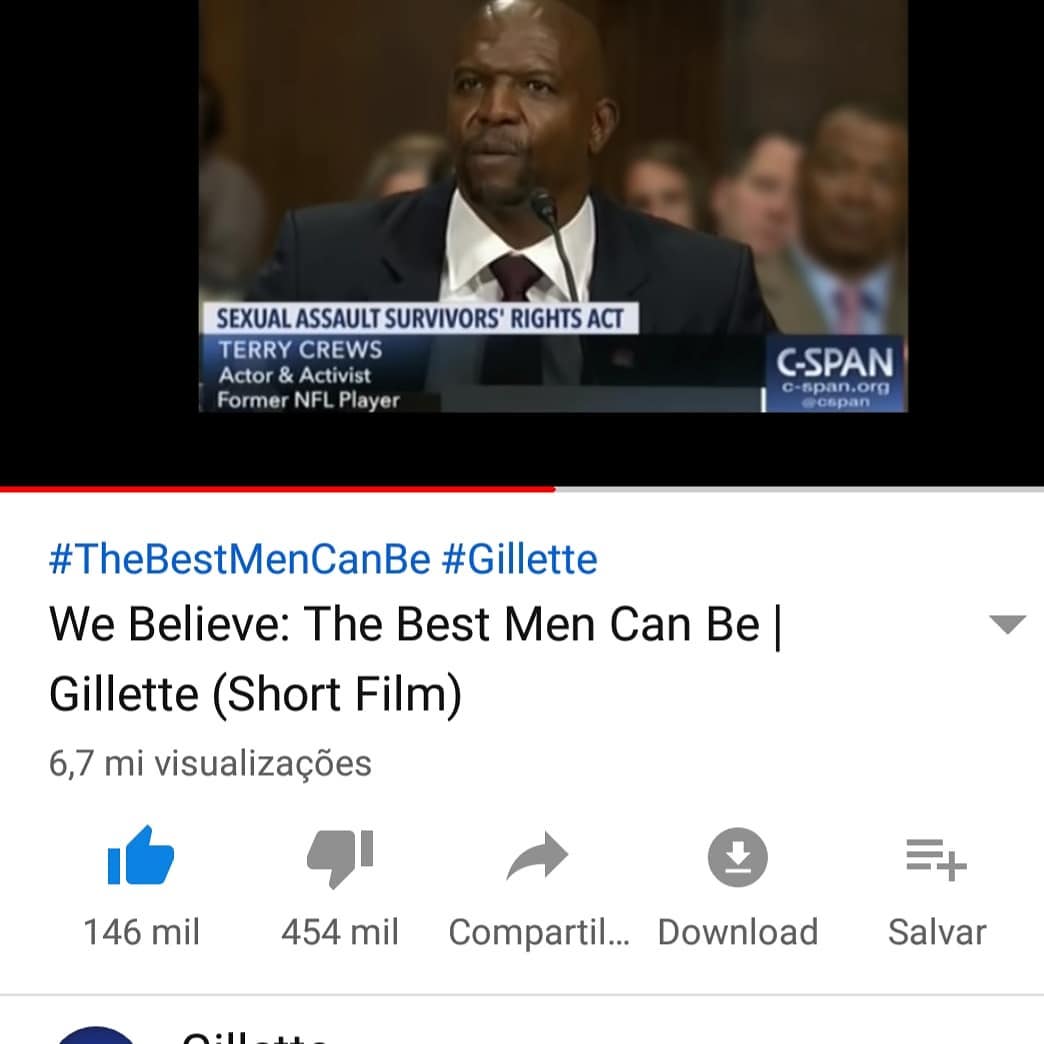 SEXUAL ASSAULT SURVIVORS' RIGHTS ACT
TERRY CREWS
Actor & Activist
Former NFL Player
C-SPAN
c-span.org
@cspan
#TheBestMenCanBe #Gillette
We Believe: The Best Men Can Be |
Gillette (Short Film)
6,7 mi visualizações
146 mil 454 mil Compartil... Download Salvar
Gillette